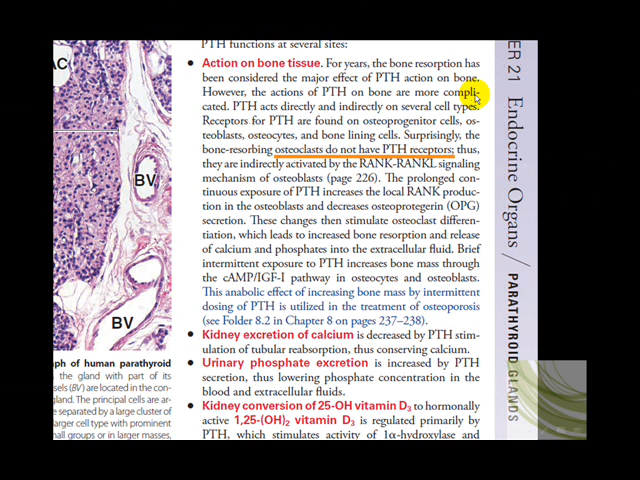 AC
BV
BV
ph of human parathyroid
the gland with part of its
sels (BV) are located in the con-
gland. The principal cells are ar-
e separated by a large cluster of
larger cell type with prominent
mall groups or in larger masses,
PTH functions at several sites:
• Action on bone tissue. For years, the bone resorption has
been considered the major effect of PTH action on bone.
However, the actions of PTH on bone are more compli-
cated. PTH acts directly and indirectly on several cell types.
Receptors for PTH are found on osteoprogenitor cells, os-
teoblasts, osteocytes, and bone lining cells. Surprisingly, the
bone-resorbing osteoclasts do not have PTH receptors; thus,
they are indirectly activated by the RANK-RANKL signaling
mechanism of osteoblasts (page 226). The prolonged con-
tinuous exposure of PTH increases the local RANK produc-
tion in the osteoblasts and decreases osteoprotegerin (OPG)
secretion. These changes then stimulate osteoclast differen-
tiation, which leads to increased bone resorption and release
of calcium and phosphates into the extracellular fluid. Brief
intermittent exposure to PTH increases bone mass through
the cAMP/IGF-I pathway in osteocytes and osteoblasts.
This anabolic effect of increasing bone mass by intermittent
dosing of PTH is utilized in the treatment of osteoporosis
(see Folder 8.2 in Chapter 8 on pages 237–238).
• Kidney excretion of calcium is decreased by PTH stim-
ulation of tubular reabsorption, thus conserving calcium.
• Urinary phosphate excretion is increased by PTH
secretion, thus lowering phosphate concentration in the
blood and extracellular fluids.
• Kidney conversion of 25-OH vitamin D3 to hormonally
active 1,25-(OH)2 vitamin D3 is regulated primarily by
PTH, which stimulates activity of 1α-hydroxylase and
ER 21 Endocrine Organs / PARATHYROID GLANDS